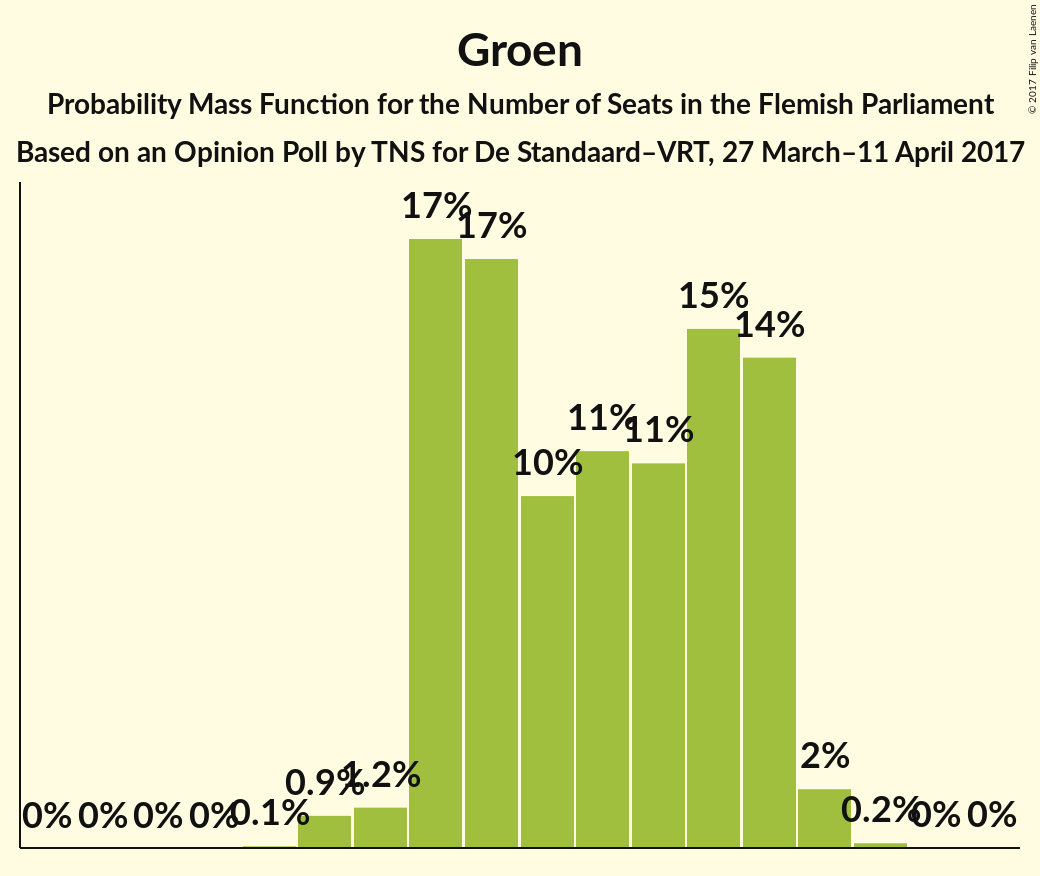 Groen
Probability Mass Function for the Number of Seats in the Flemish Parliament
Based on an Opinion Poll by TNS for De Standaard–VRT, 27 March–11 April 2017
© 2017 Filip van Laenen
0% 0% 0% 0% 0.1% 0.9% 1.2% 17% 17% 10% 11% 11% 15% 14% 2% 0.2% 0% 0%